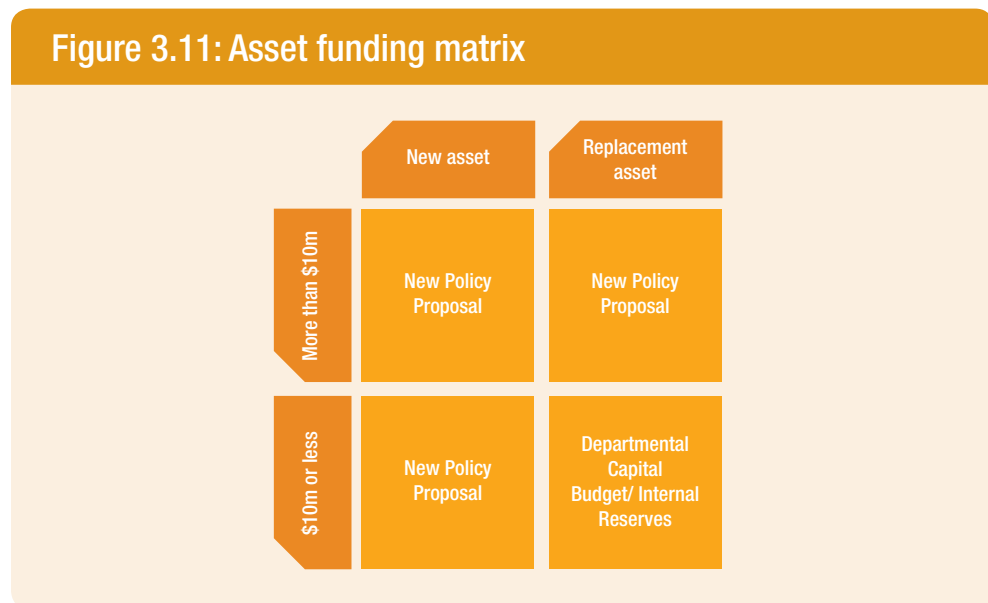 Figure 3.11: Asset funding matrix
New asset
Replacement
asset
More than $10m
New Policy
Proposal
New Policy
Proposal
$10m or less
New Policy
Proposal
Departmental
Capital
Budget/ Internal
Reserves